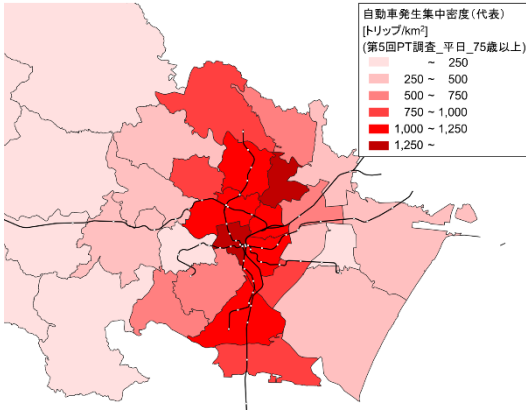 自動車発生集中密度(代表)
[トリップ/km²]
(第5回PT調査_平日_75歳以上)
~ 250
250 ~ 500
500 ~ 750
750 ~ 1,000
1,000 ~ 1,250
1,250 ~